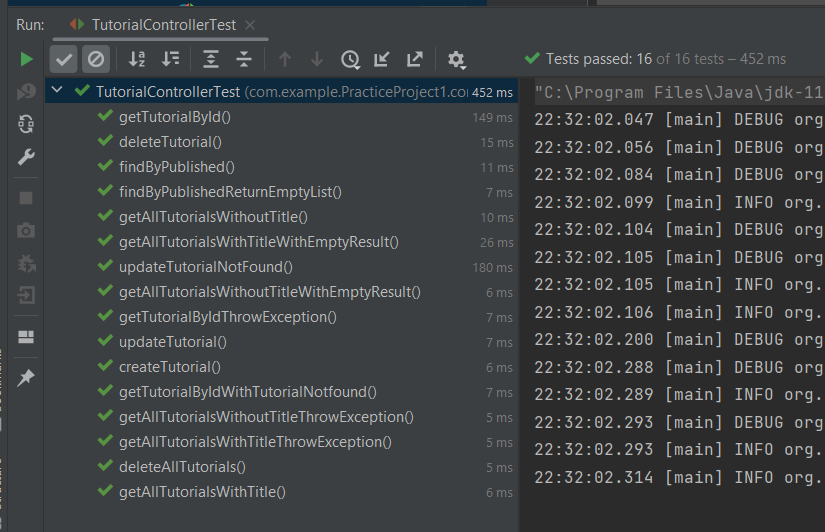 Run: TutorialControllerTest
Tests passed: 16 of 16 tests – 452 ms
TutorialControllerTest (com.example.PracticeProject1.co 452 ms
getTutorialById() 149 ms
deleteTutorial() 15 ms
findByPublished() 11 ms
findByPublishedReturnEmptyList() 7 ms
getAllTutorialsWithoutTitle() 10 ms
getAllTutorialsWithTitleWithEmptyResult() 26 ms
updateTutorialNotFound() 180 ms
getAllTutorialsWithoutTitleWithEmptyResult() 6 ms
getTutorialByIdThrowException() 7 ms
updateTutorial() 7 ms
createTutorial() 6 ms
getTutorialByIdWithTutorialNotfound() 7 ms
getAllTutorialsWithoutTitleThrowException() 5 ms
getAllTutorialsWithTitleThrowException() 5 ms
deleteAllTutorials() 5 ms
getAllTutorialsWithTitle() 6 ms
"C:\Program Files\Java\jdk-11
22:32:02.047 [main] DEBUG org
22:32:02.056 [main] DEBUG org
22:32:02.084 [main] DEBUG org
22:32:02.099 [main] INFO org.
22:32:02.104 [main] DEBUG org
22:32:02.105 [main] DEBUG org
22:32:02.105 [main] INFO org.
22:32:02.106 [main] INFO org.
22:32:02.200 [main] DEBUG org
22:32:02.288 [main] DEBUG org
22:32:02.289 [main] INFO org.
22:32:02.293 [main] DEBUG org
22:32:02.293 [main] INFO org.
22:32:02.314 [main] INFO org.